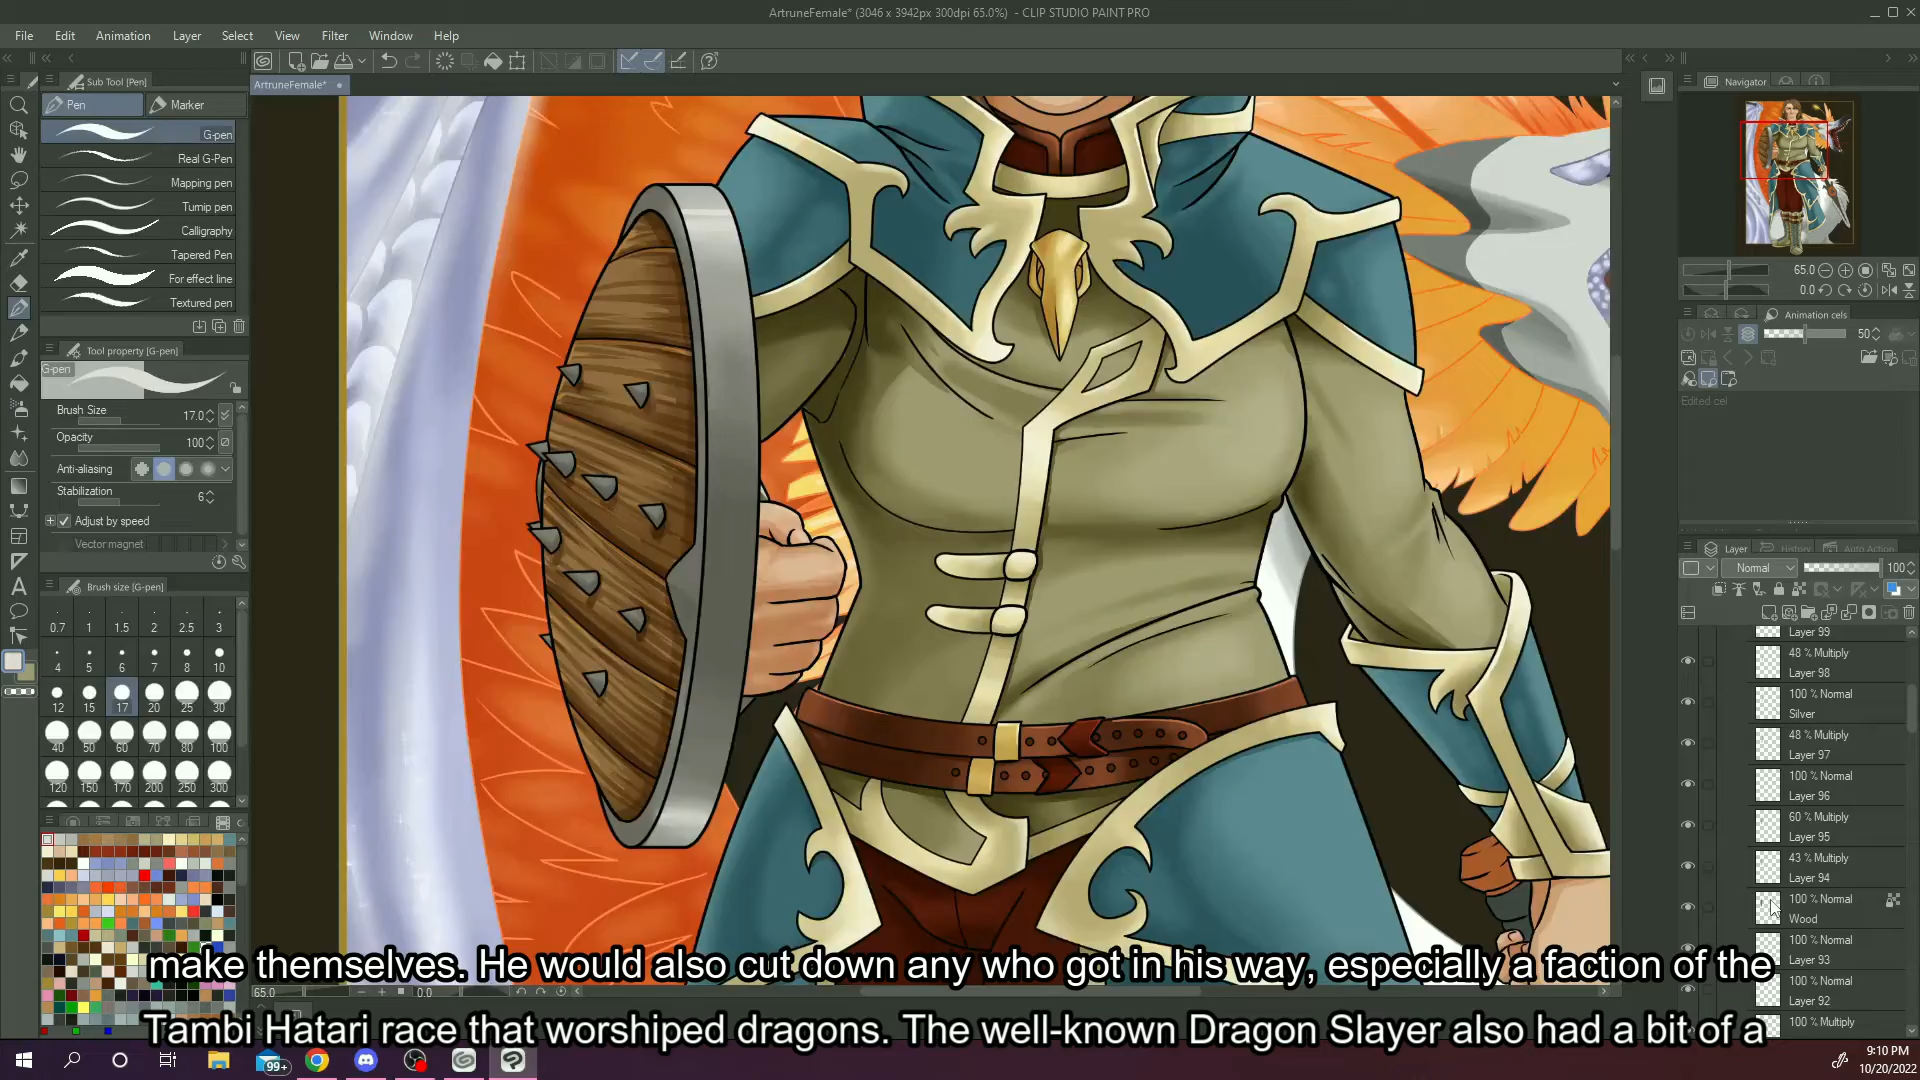 ArtruneFemale* (3046 x 3942px 300dpi 65.0%) - CLIP STUDIO PAINT PRO
File Edit Animation Layer Select View Filter Window Help
Sub Tool [Pen]
ArtruneFemale*
Navigator
Pen Marker
G-pen
Real G-Pen
Mapping pen
Turnip pen
Calligraphy
Tapered Pen
For effect line
Textured pen
65.0
0.0
Animation cels
50
Edited cel
Tool property [G-pen]
G-pen
Brush Size 17.0
Opacity 100
Anti-aliasing
Stabilization 6
Adjust by speed
Vector magnet
Brush size [G-pen]
0.7 1 1.5 2 2.5 3
4 5 6 7 8 10
12 15 17 20 25 30
40 50 60 70 80 100
120 150 170 200 250 300
Layer History Auto Action
Normal 100
Layer 99
48 % Multiply
Layer 98
100 % Normal
Silver
48 % Multiply
Layer 97
100 % Normal
Layer 96
60 % Multiply
Layer 95
43 % Multiply
Layer 94
100 % Normal
Wood
100 % Normal
Layer 93
100 % Normal
Layer 92
100 % Multiply
make themselves. He would also cut down any who got in his way, especially a faction of the
65.0 0.0
Tambi Hatari race that worshiped dragons. The well-known Dragon Slayer also had a bit of a
99+
9:10 PM
10/20/2022